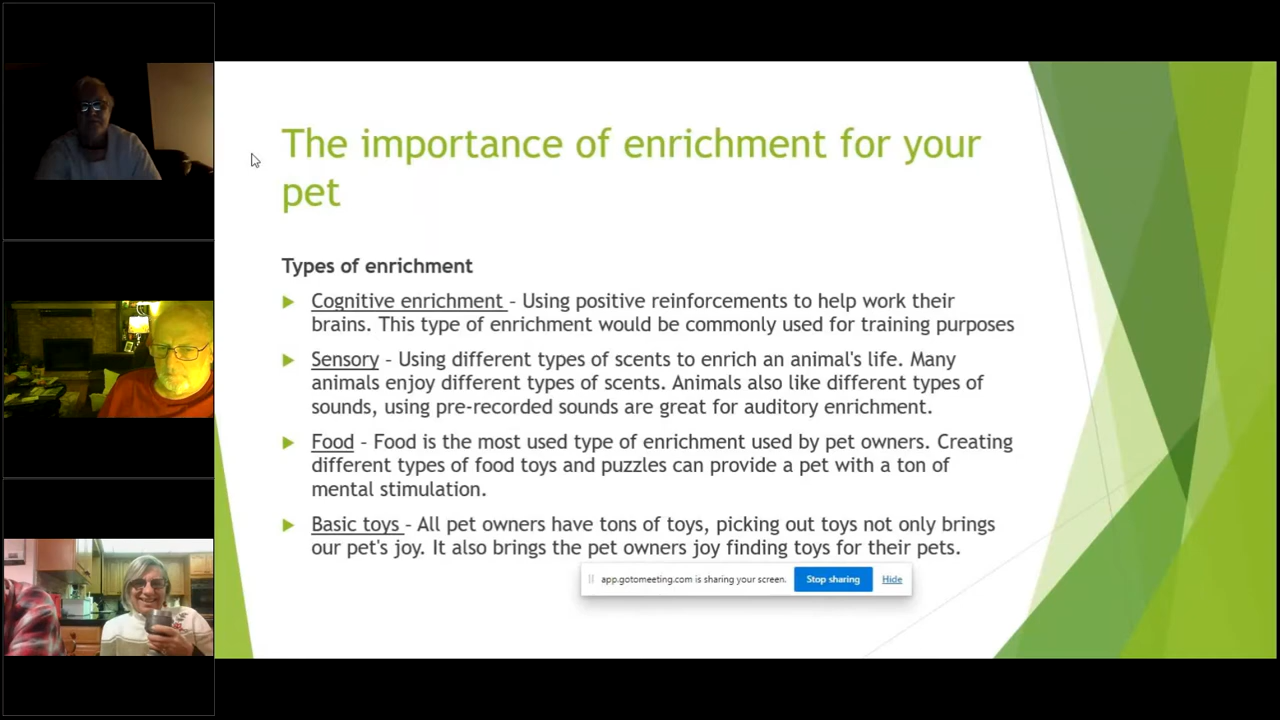 The importance of enrichment for your
pet
Types of enrichment
Cognitive enrichment – Using positive reinforcements to help work their
brains. This type of enrichment would be commonly used for training purposes
Sensory – Using different types of scents to enrich an animal's life. Many
animals enjoy different types of scents. Animals also like different types of
sounds, using pre-recorded sounds are great for auditory enrichment.
Food – Food is the most used type of enrichment used by pet owners. Creating
different types of food toys and puzzles can provide a pet with a ton of
mental stimulation.
Basic toys – All pet owners have tons of toys, picking out toys not only brings
our pet's joy. It also brings the pet owners joy finding toys for their pets.
app.gotomeeting.com is sharing your screen. Stop sharing Hide